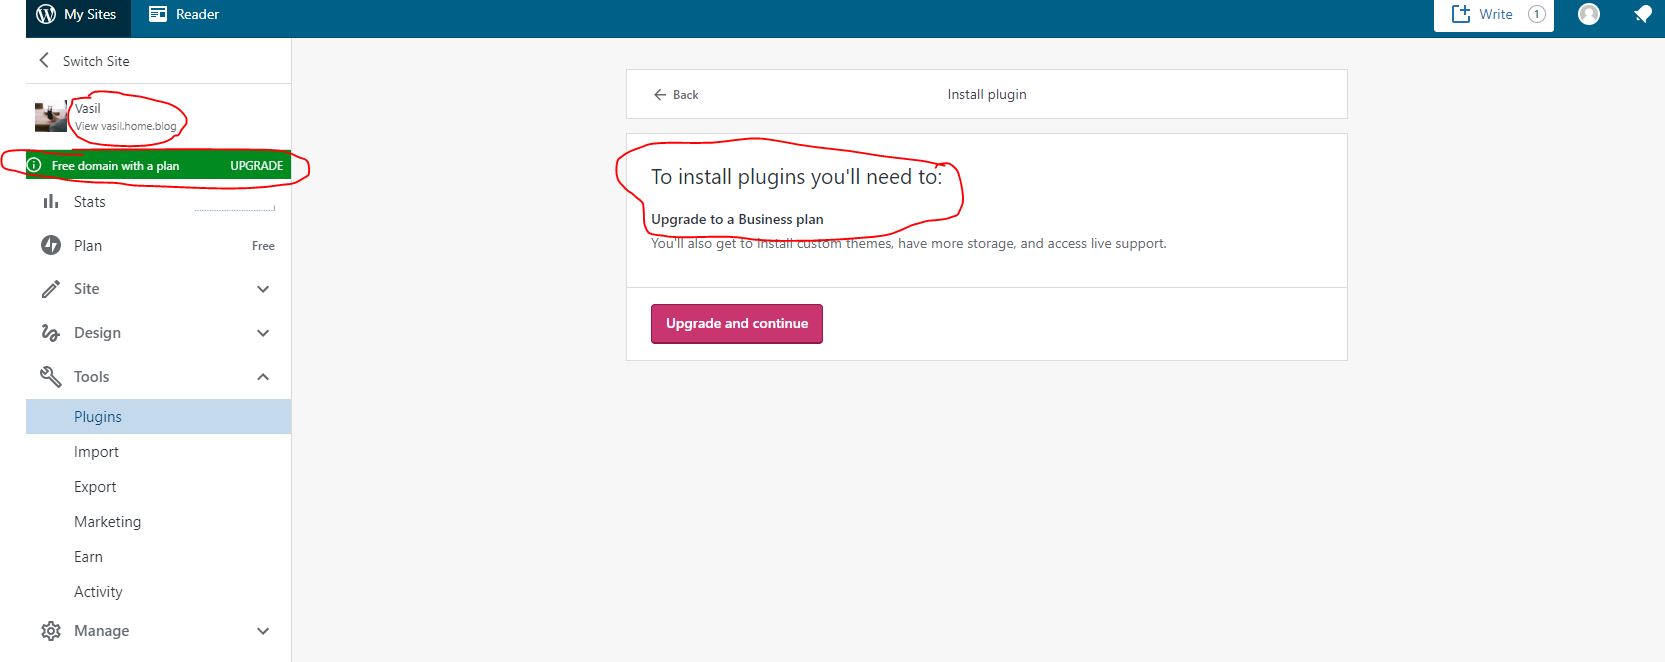 My Sites
Reader
Write 1
Switch Site
Vasil
View vasil.home.blog
Free domain with a plan UPGRADE
Stats
Plan Free
Site
Design
Tools
Plugins
Import
Export
Marketing
Earn
Activity
Manage
Back
Install plugin
To install plugins you'll need to:
Upgrade to a Business plan
You'll also get to install custom themes, have more storage, and access live support.
Upgrade and continue